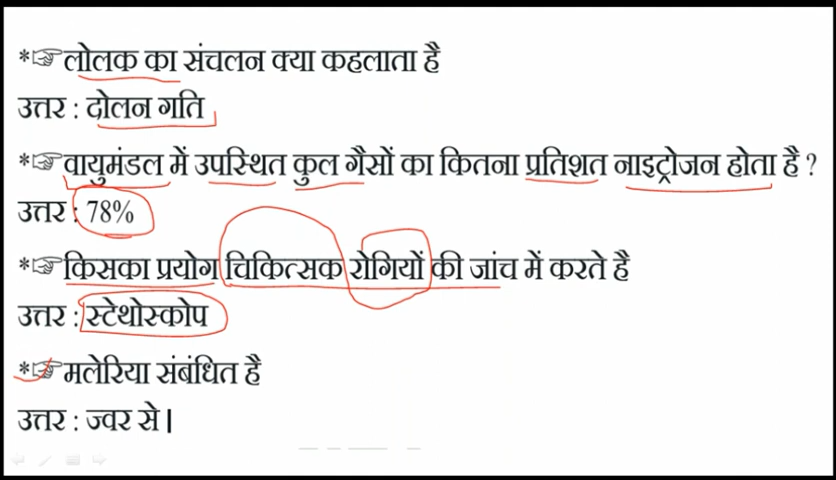 *☞लोलक का संचलन क्या कहलाता है
उत्तर : दोलन गति
*☞वायुमंडल में उपस्थित कुल गैसों का कितना प्रतिशत नाइट्रोजन होता है ?
उत्तर : 78%
*☞किसका प्रयोग चिकित्सक रोगियों की जांच में करते है
उत्तर : स्टेथोस्कोप
*☞मलेरिया संबंधित है
उत्तर : ज्वर से |